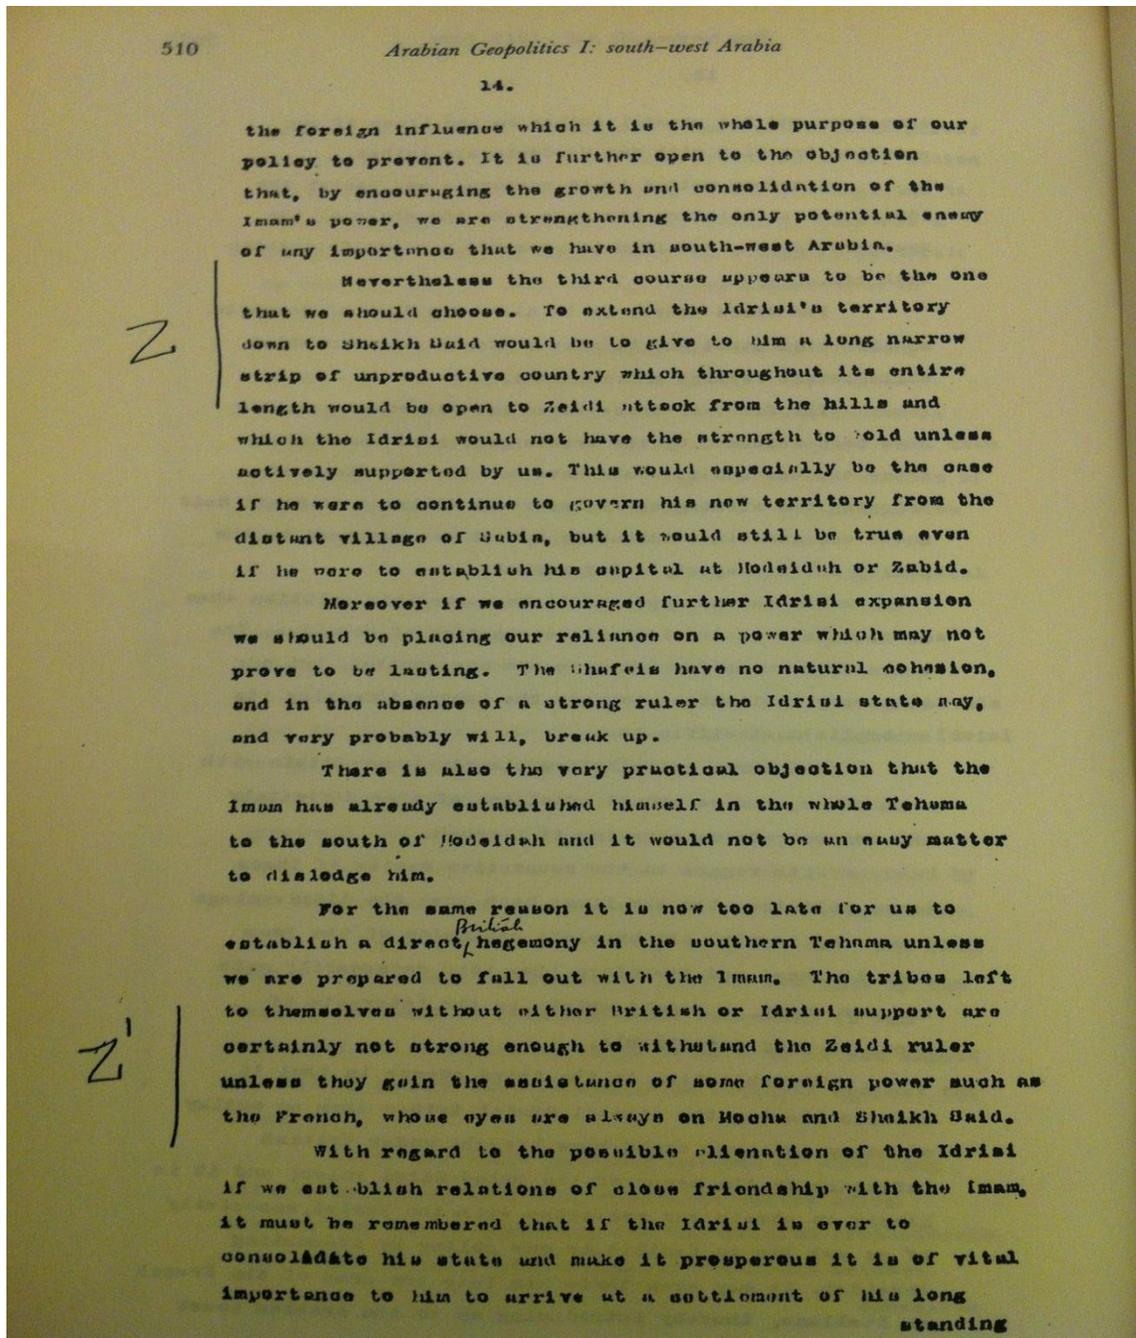 510
Arabian Geopolitics I: south-west Arabia
14.
the foreign influence which it is the whole purpose of our
policy to prevent. It is further open to the objection
that, by encouraging the growth and consolidation of the
Imam's power, we are strengthening the only potential enemy
of any importance that we have in south-west Arabia.
Nevertheless the third course appears to be the one
that we should choose. To extend the Idrisi's territory
Z
down to Sheikh Said would be to give to him a long narrow
strip of unproductive country which throughout its entire
length would be open to Zeidi attack from the hills and
which the Idrisi would not have the strength to hold unless
actively supported by us. This would especially be the case
if he were to continue to govern his new territory from the
distant village of Sabia, but it would still be true even
if he were to establish his capital at Hodeidah or Zabid.
Moreover if we encouraged further Idrisi expansion
we should be placing our reliance on a power which may not
prove to be lasting. The Shafeis have no natural cohesion,
and in the absence of a strong ruler the Idrisi state may,
and very probably will, break up.
There is also the very practical objection that the
Imam has already established himself in the whole Tehama
to the south of Hodeidah and it would not be an easy matter
to dislodge him.
For the same reason it is now too late for us to
British
establish a direct hegemony in the southern Tehama unless
we are prepared to fall out with the Imam. The tribes left
to themselves without either British or Idrisi support are
Z'
certainly not strong enough to withstand the Zeidi ruler
unless they gain the assistance of some foreign power such as
the French, whose eyes are always on Mocha and Sheikh Said.
With regard to the possible alienation of the Idrisi
if we establish relations of close friendship with the Imam,
it must be remembered that if the Idrisi is ever to
consolidate his state and make it prosperous it is of vital
importance to him to arrive at a settlement of his long
standing